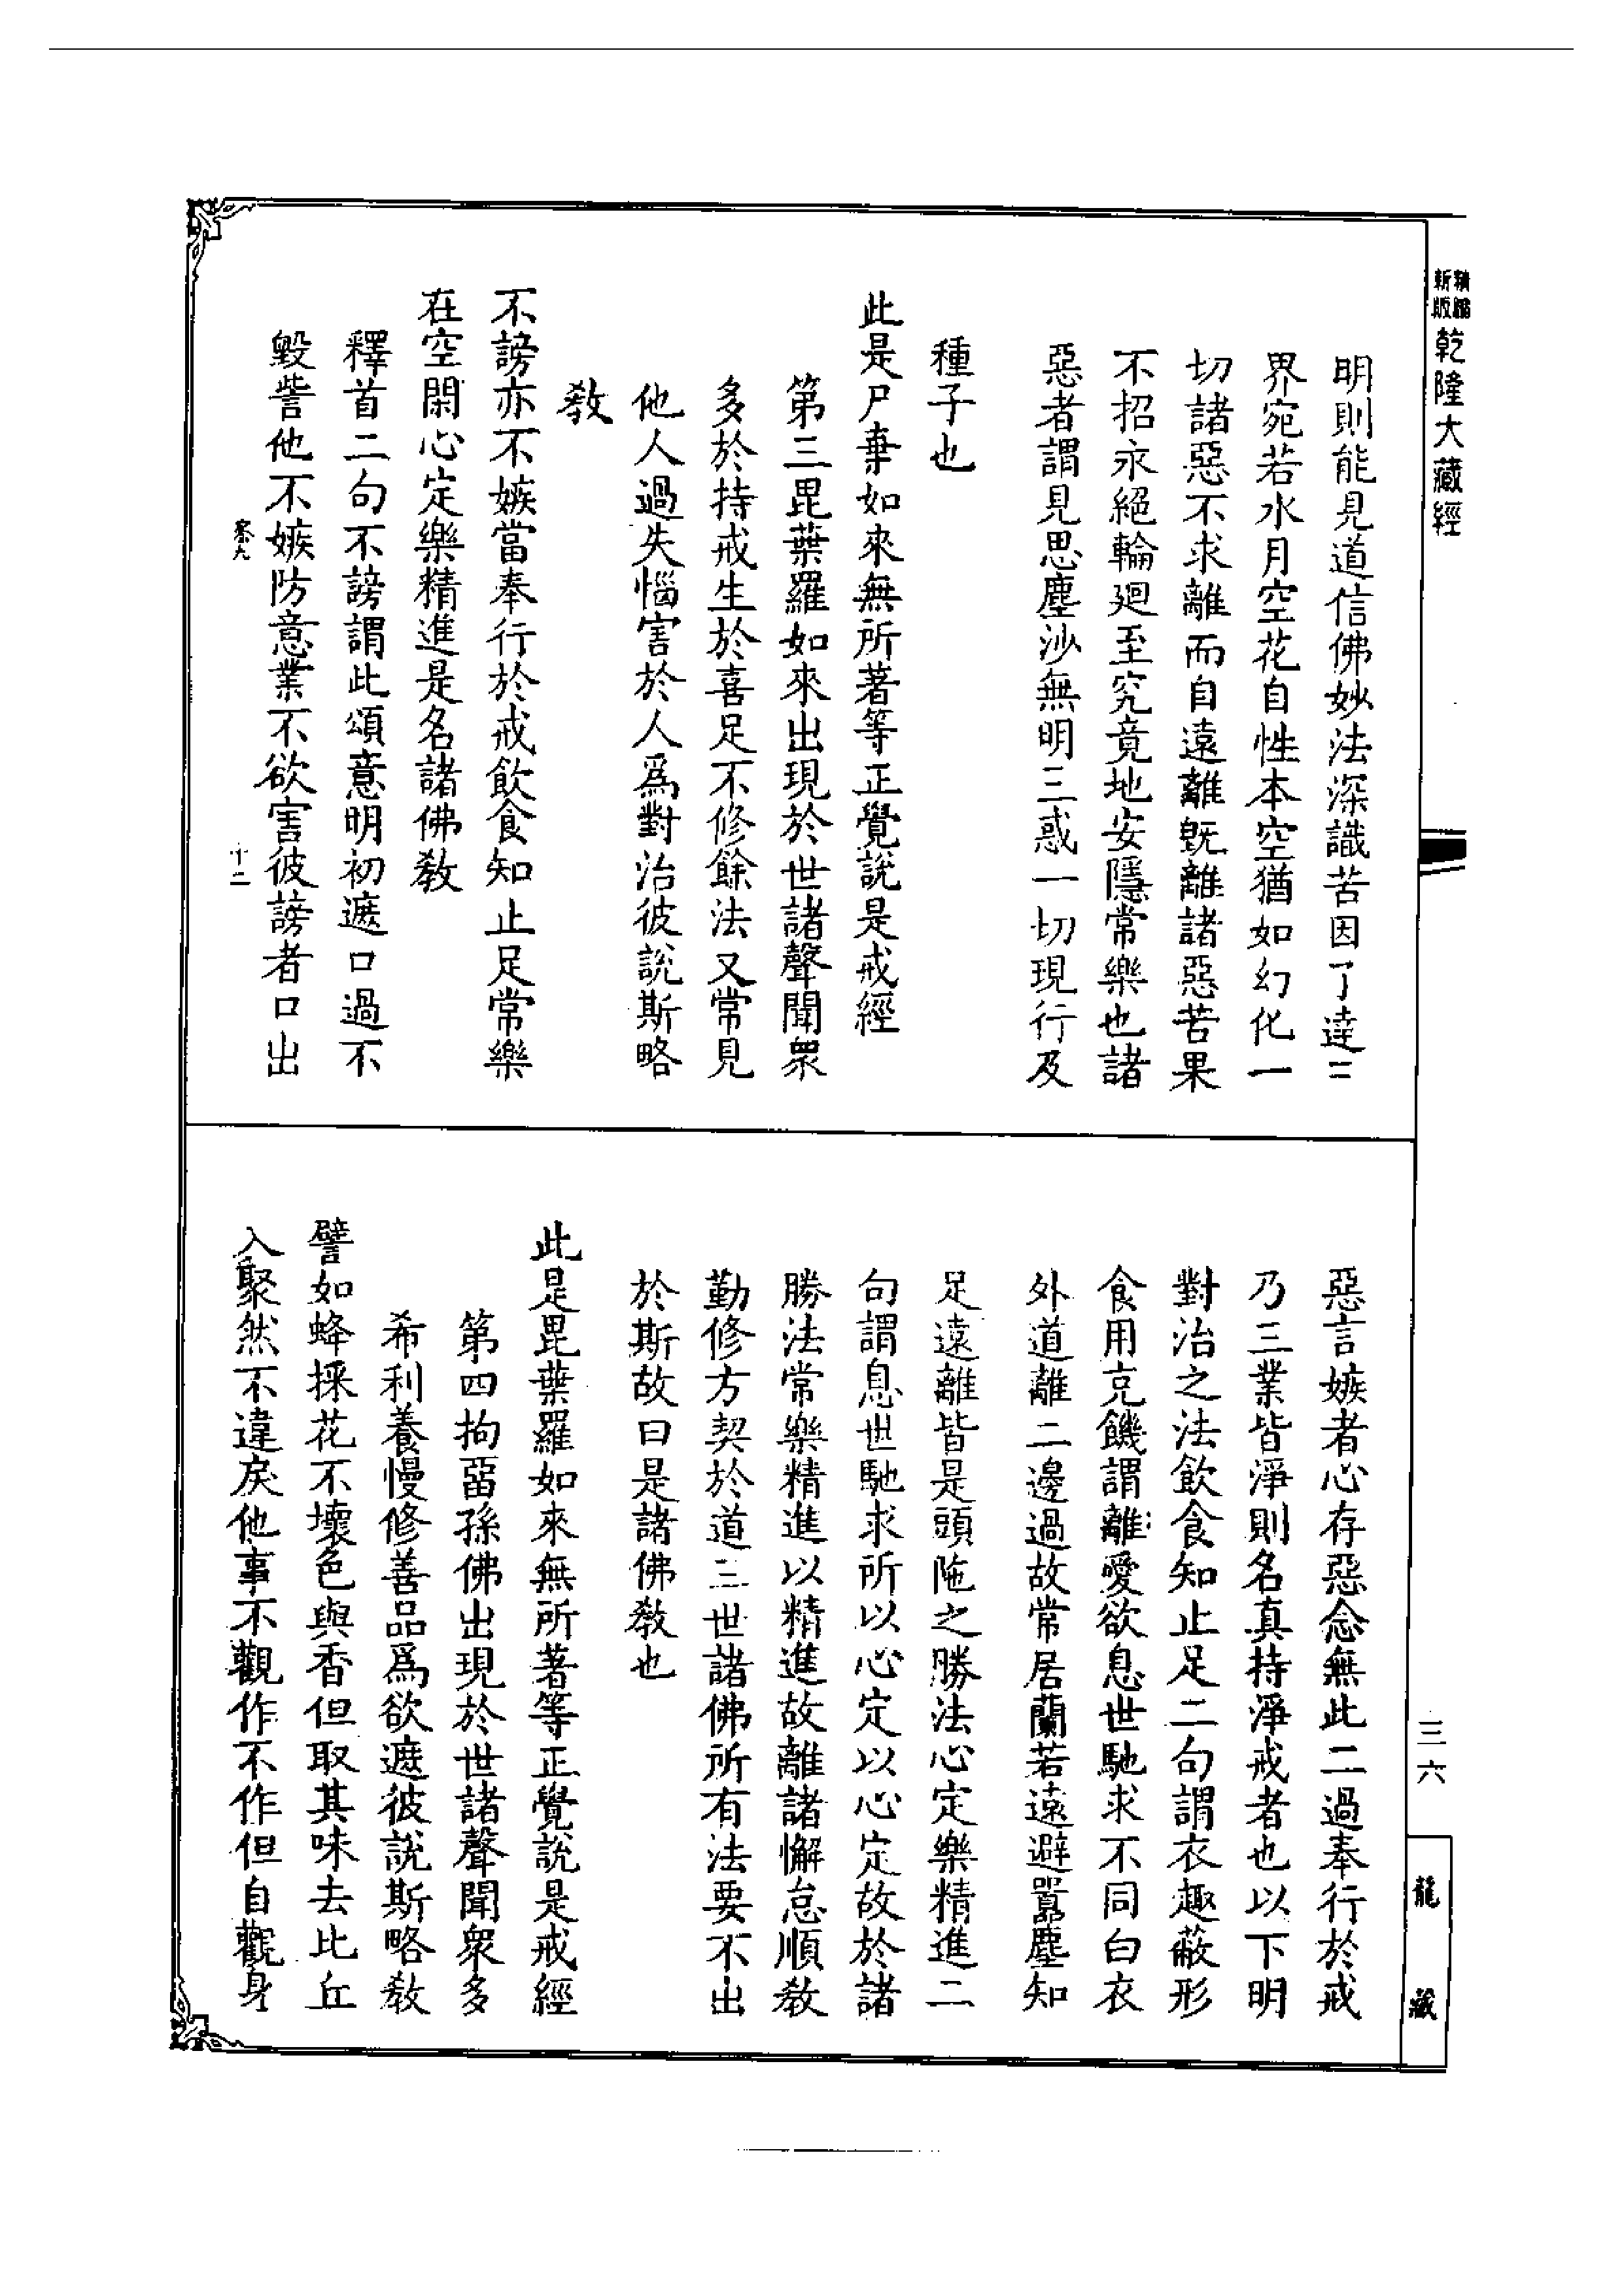 精縮新版 乾隆大藏經
明則能見道信佛妙法深識苦因了達三
界宛若水月空花自性本空猶如幻化一
切諸惡不求離而自遠離既離諸惡苦果
不招永絕輪廻至究竟地安隱常樂也諸
惡者謂見思塵沙無明三惑一切現行及
種子也
此是尸棄如來無所著等正覺說是戒經
第三毘葉羅如來出現於世諸聲聞眾
多於持戒生於喜足不修餘法又常見
他人過失惱害於人爲對治彼說斯略
敎
不謗亦不嫉當奉行於戒飲食知止足常樂
在空閑心定樂精進是名諸佛敎
釋首二句不謗謂此頌意明初遮口過不
毀訾他不嫉防意業不欲害彼謗者口出
十二
惡言嫉者心存惡念無此二過奉行於戒
乃三業皆淨則名真持淨戒者也以下明
對治之法飲食知止足二句謂衣趣蔽形
食用克饑謂離愛欲息世馳求不同白衣
外道離二邊過故常居蘭若遠避囂塵知
足遠離皆是頭陁之勝法心定樂精進二
句謂息世馳求所以心定以心定故於諸
勝法常樂精進以精進故離諸懈怠順敎
勤修方契於道三世諸佛所有法要不出
於斯故曰是諸佛敎也
此是毘葉羅如來無所著等正覺說是戒經
第四拘畱孫佛出現於世諸聲聞眾多
希利養慢修善品爲欲遮彼說斯略敎
譬如蜂採花不壞色與香但取其味去比丘
入聚然不違戾他事不觀作不作但自觀身
三六
龍藏